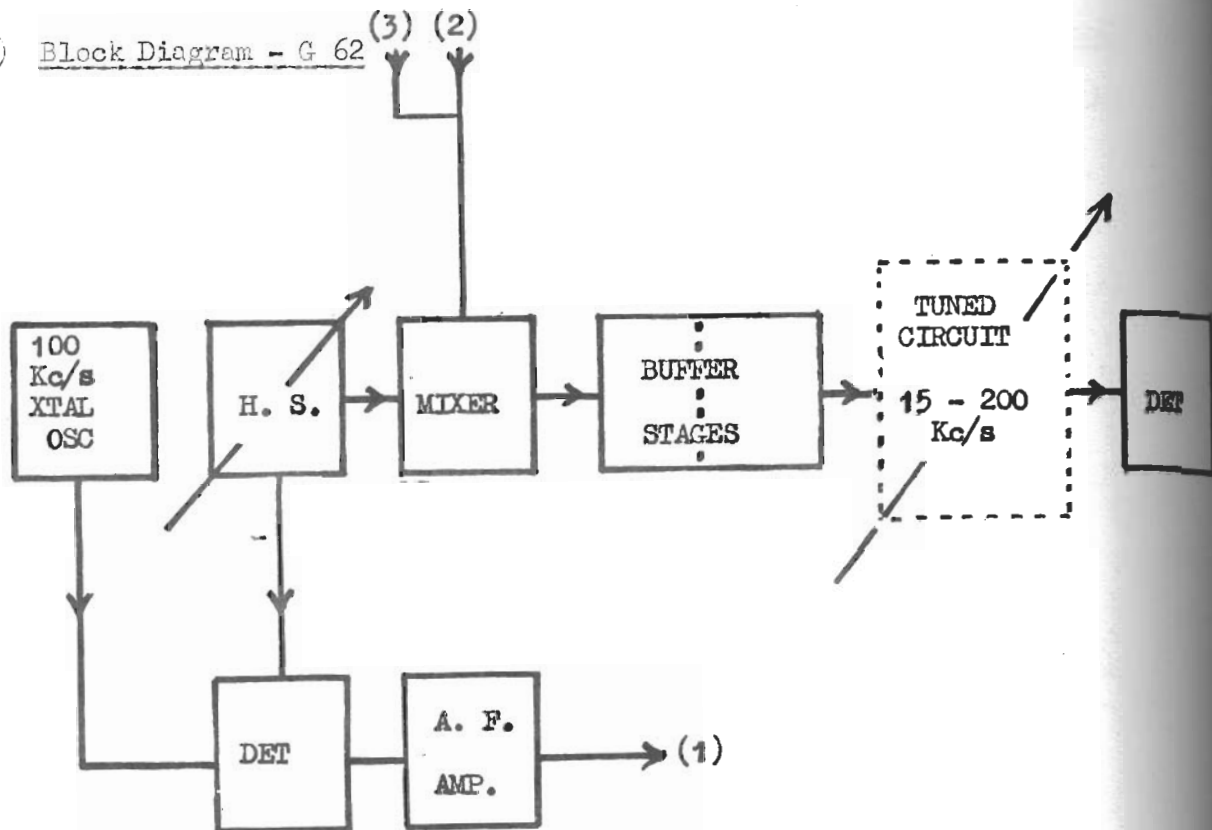 ) Block Diagram - G 62
(3) (2)
100
Kc/s
XTAL
OSC
H. S.
MIXER
BUFFER
STAGES
TUNED
CIRCUIT
15 - 200
Kc/s
DET
DET
A. F.
AMP.
(1)